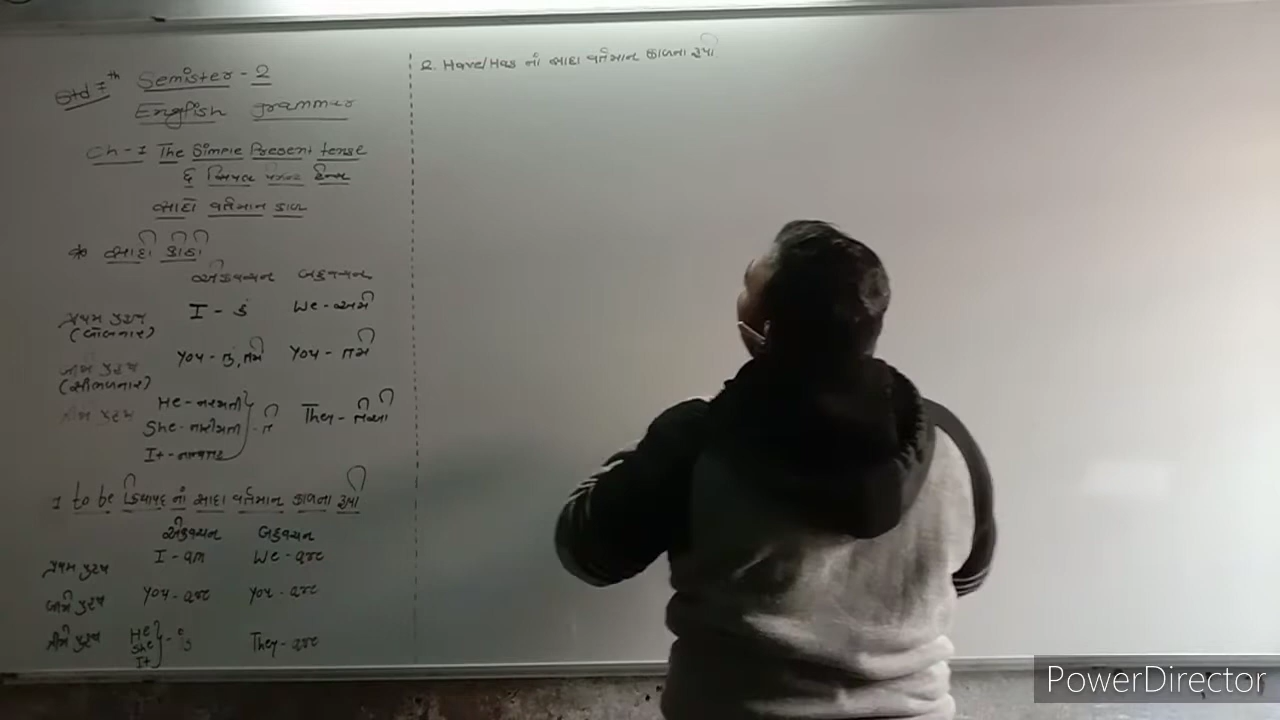 Std 7th Semister - 2
English Grammer
Ch - 1 The Simple Present tense
ધ સિમ્પલ પ્રેઝન્ટ ટેન્સ
સાદો વર્તમાન કાળ
* સાદી કોઠી
એકવચન બહુવચન
પ્રથમ પુરુષ I - હું We - અમે
(બોલનાર)
બીજો પુરુષ You - તું, તમે You - તમે
(સાંભળનાર)
ત્રીજો પુરુષ He - નરજાતી
She - નારીજાતી - તે They - તેઓ
It - નાન્યતર
1 to be ક્રિયાપદ નાં સાદા વર્તમાન કાળના રૂપો
એકવચન બહુવચન
પ્રથમ પુરુષ I - am We - are
બીજો પુરુષ You - are You - are
ત્રીજો પુરુષ He
She - is They - are
It
2. Have/Has નાં સાદા વર્તમાન કાળના રૂપો.
PowerDirector